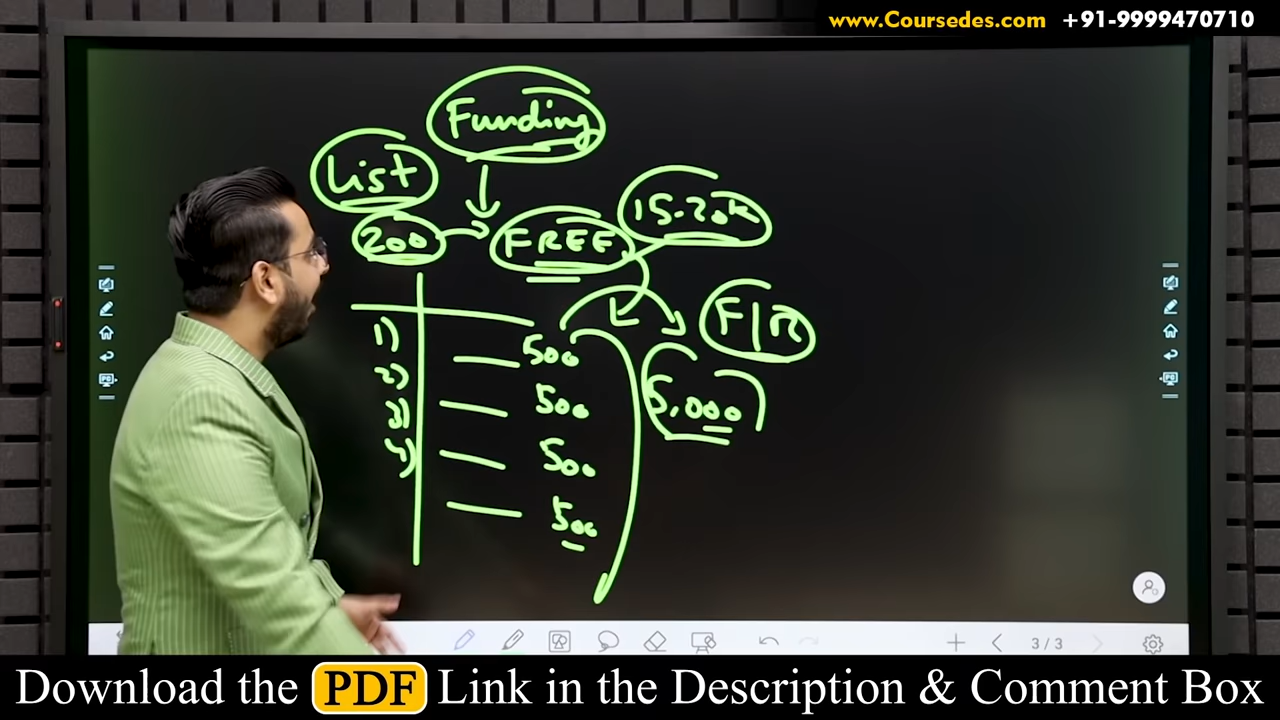 www.Coursedes.com +91-9999470710
Funding
List
200
FREE
15-20k
F/R
1)
500
5,000
2)
500
3)
500
500
3 / 3
Download the PDF Link in the Description & Comment Box